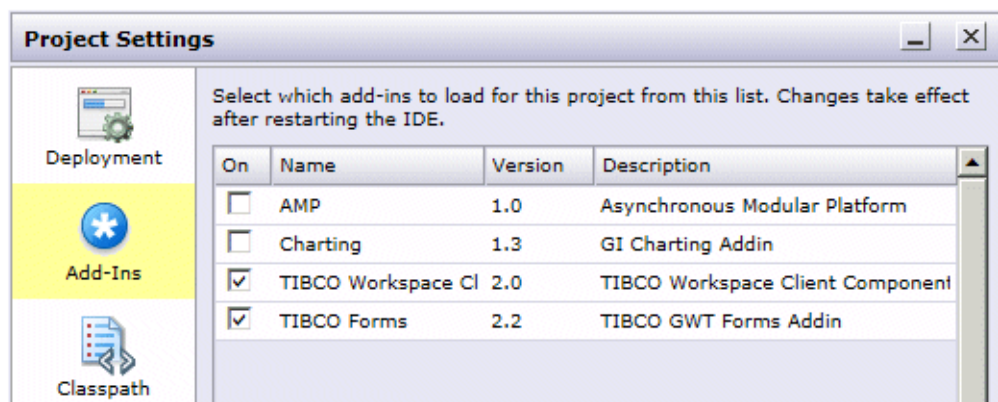 Project Settings
Deployment
Add-Ins
Classpath
Select which add-ins to load for this project from this list. Changes take effect
after restarting the IDE.
On Name Version Description
AMP 1.0 Asynchronous Modular Platform
Charting 1.3 GI Charting Addin
TIBCO Workspace Cl 2.0 TIBCO Workspace Client Component
TIBCO Forms 2.2 TIBCO GWT Forms Addin